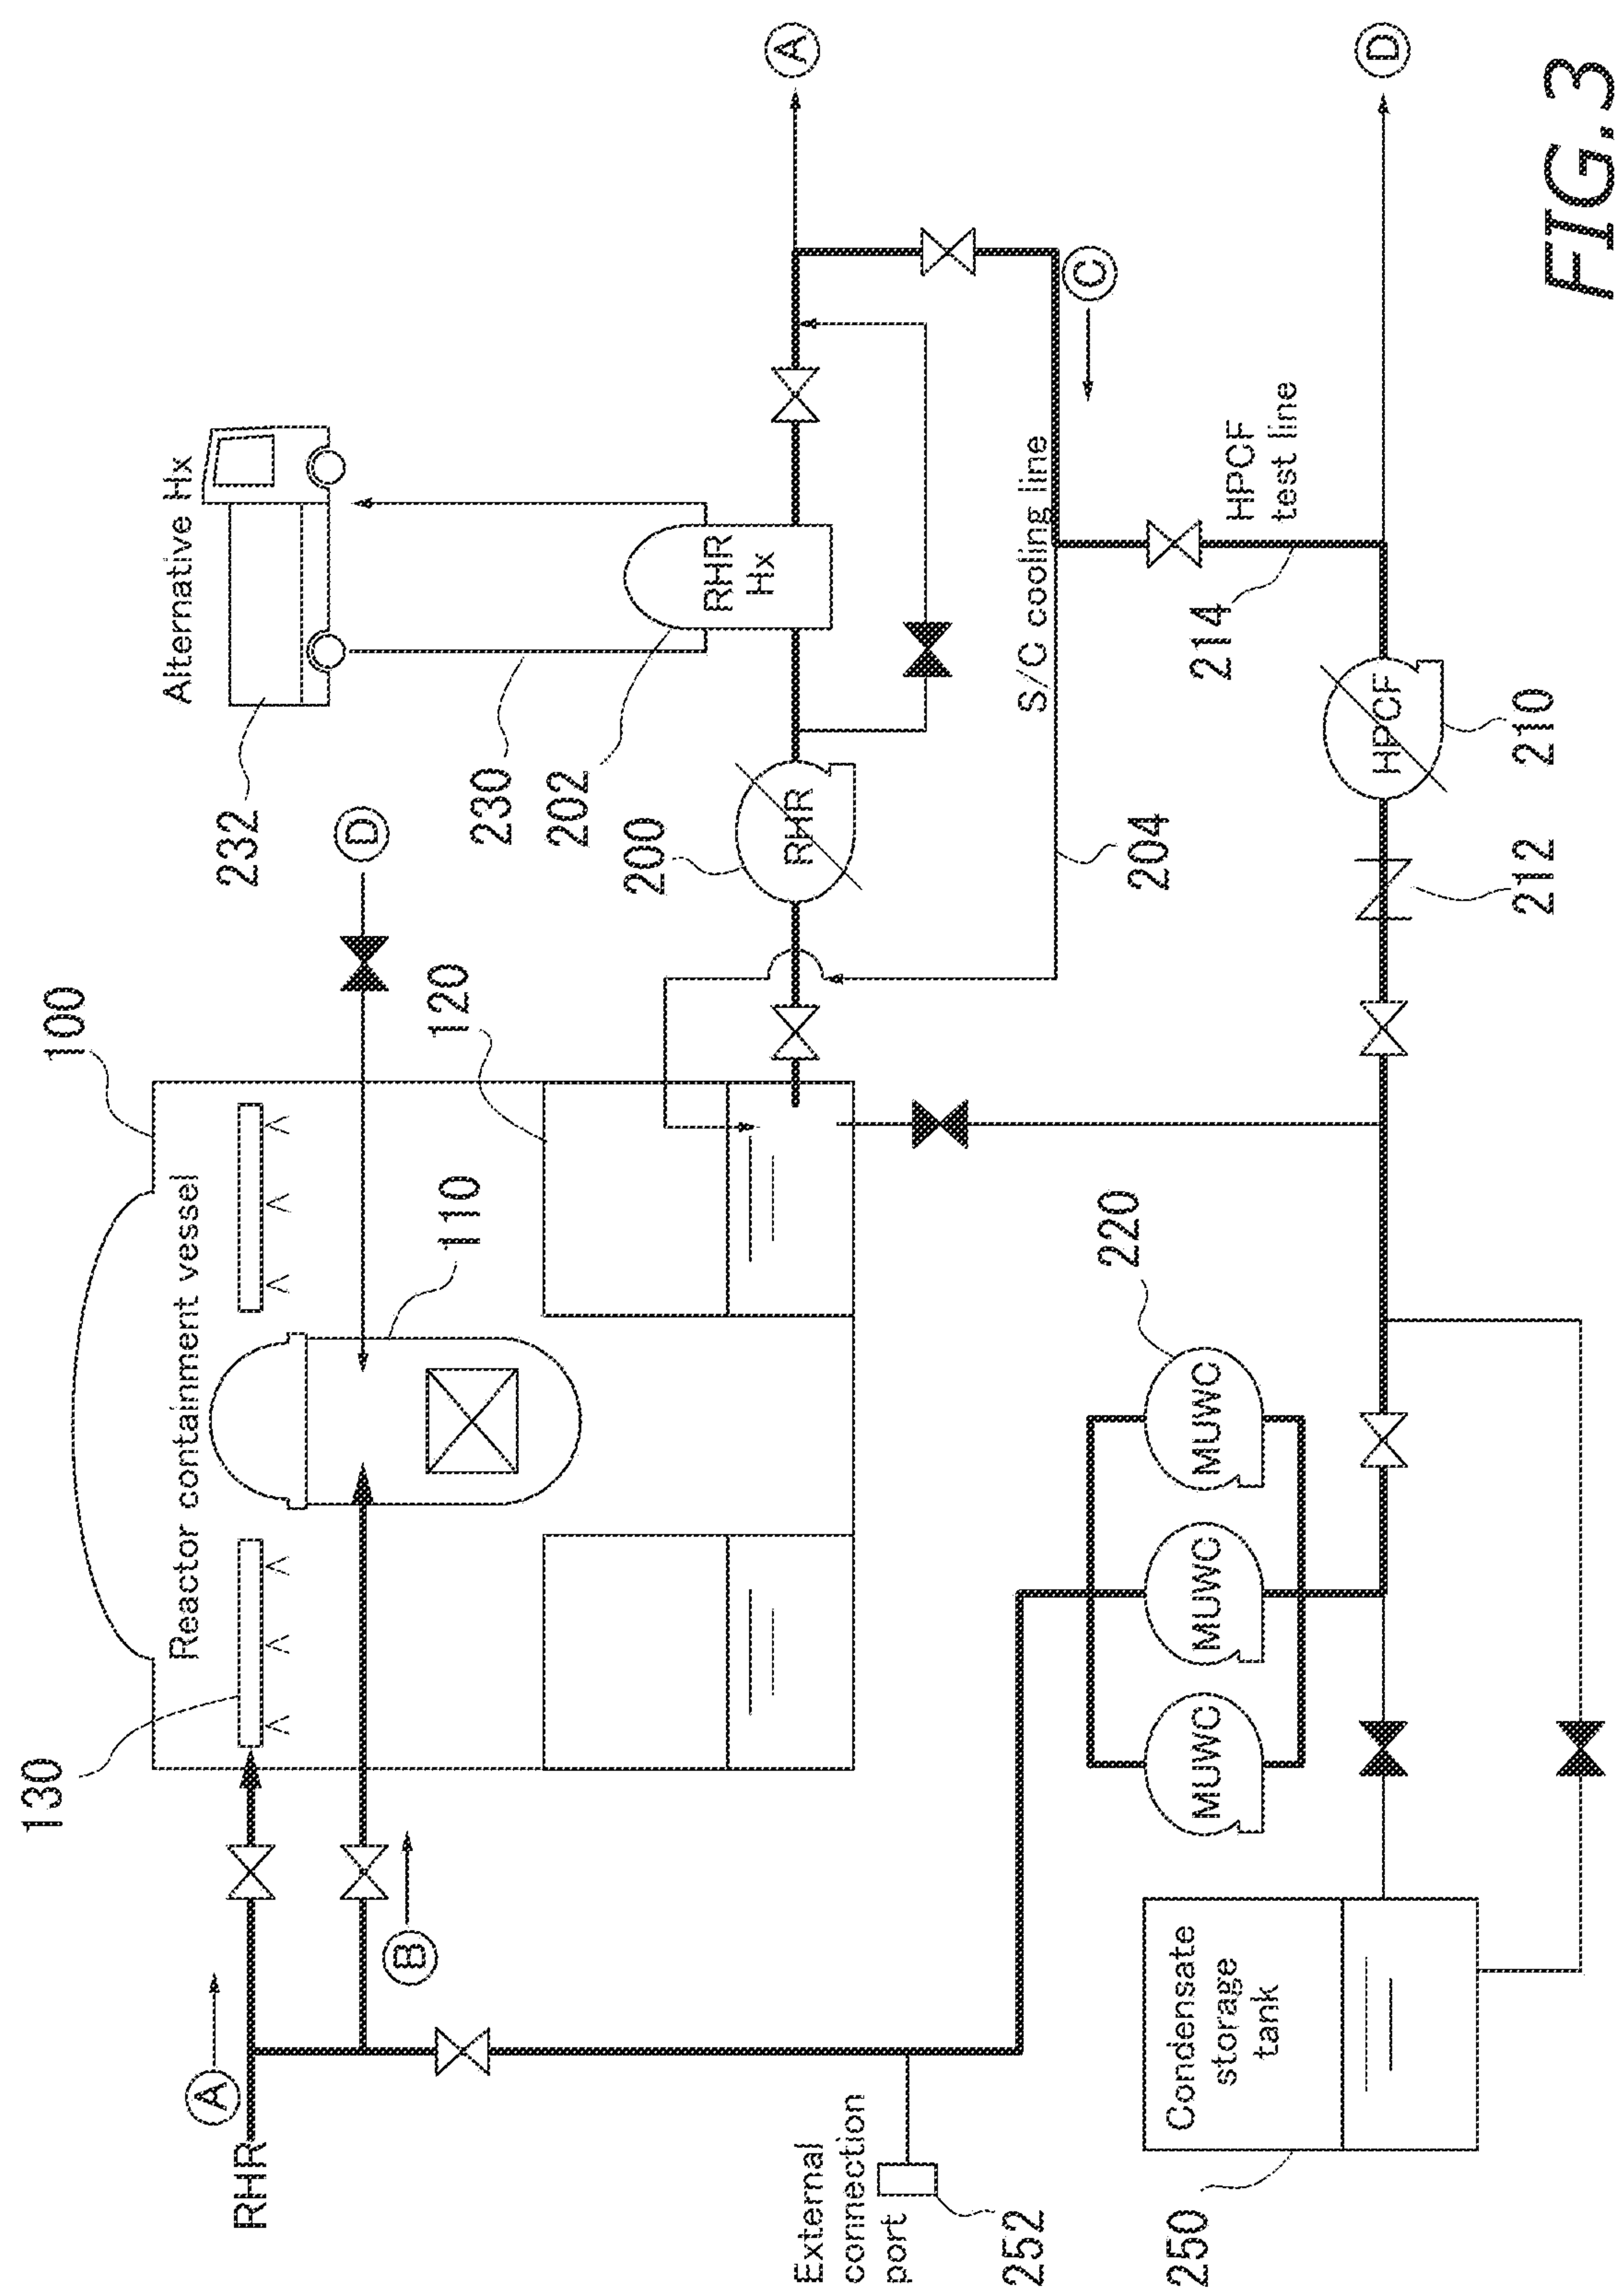 FIG.3
100
Reactor containment vessel
130
110
120
A
RHR
B
D
Alternative Hx
232
230
202
RHR
Hx
200
RHR
A
S/C cooling line
204
C
HPCF
test line
214
HPCF
210
212
D
220
MUWC
MUWC
MUWC
External
connection
port
252
Condensate
storage
tank
250